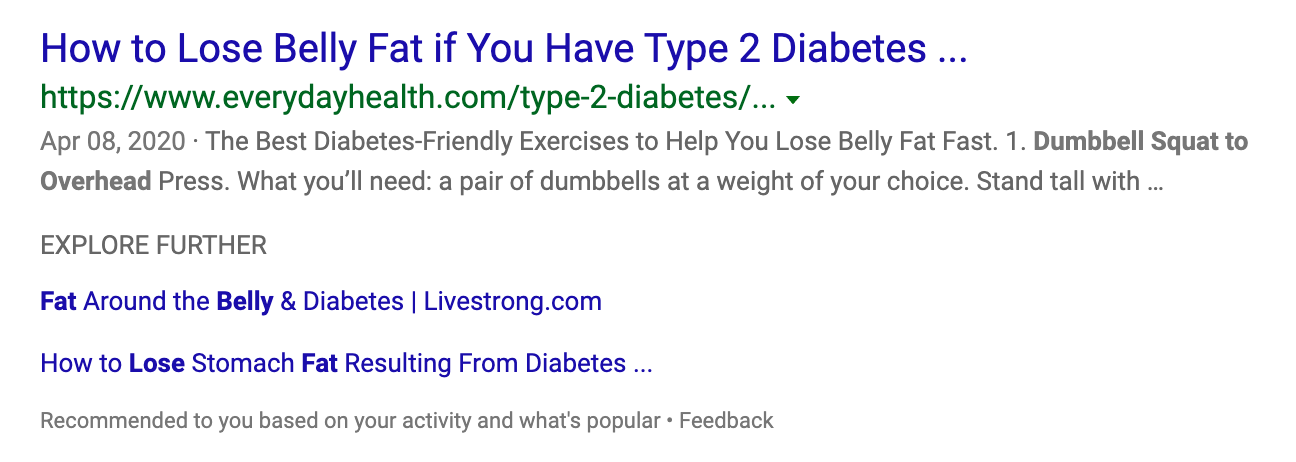 How to Lose Belly Fat if You Have Type 2 Diabetes ...
https://www.everydayhealth.com/type-2-diabetes/...
Apr 08, 2020 · The Best Diabetes-Friendly Exercises to Help You Lose Belly Fat Fast. 1. Dumbbell Squat to
Overhead Press. What you’ll need: a pair of dumbbells at a weight of your choice. Stand tall with …
EXPLORE FURTHER
Fat Around the Belly & Diabetes | Livestrong.com
How to Lose Stomach Fat Resulting From Diabetes ...
Recommended to you based on your activity and what's popular • Feedback